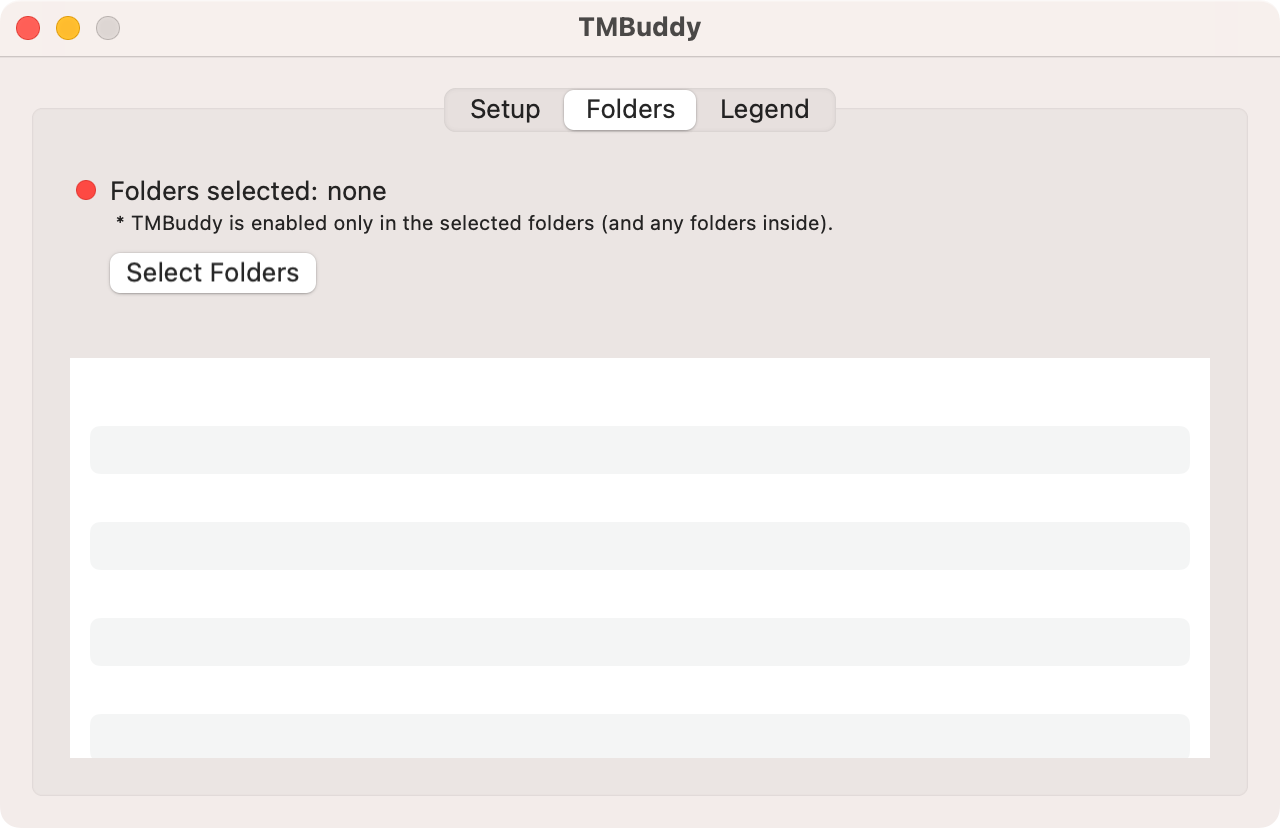 TMBuddy
Setup Folders Legend
Folders selected: none
* TMBuddy is enabled only in the selected folders (and any folders inside).
Select Folders